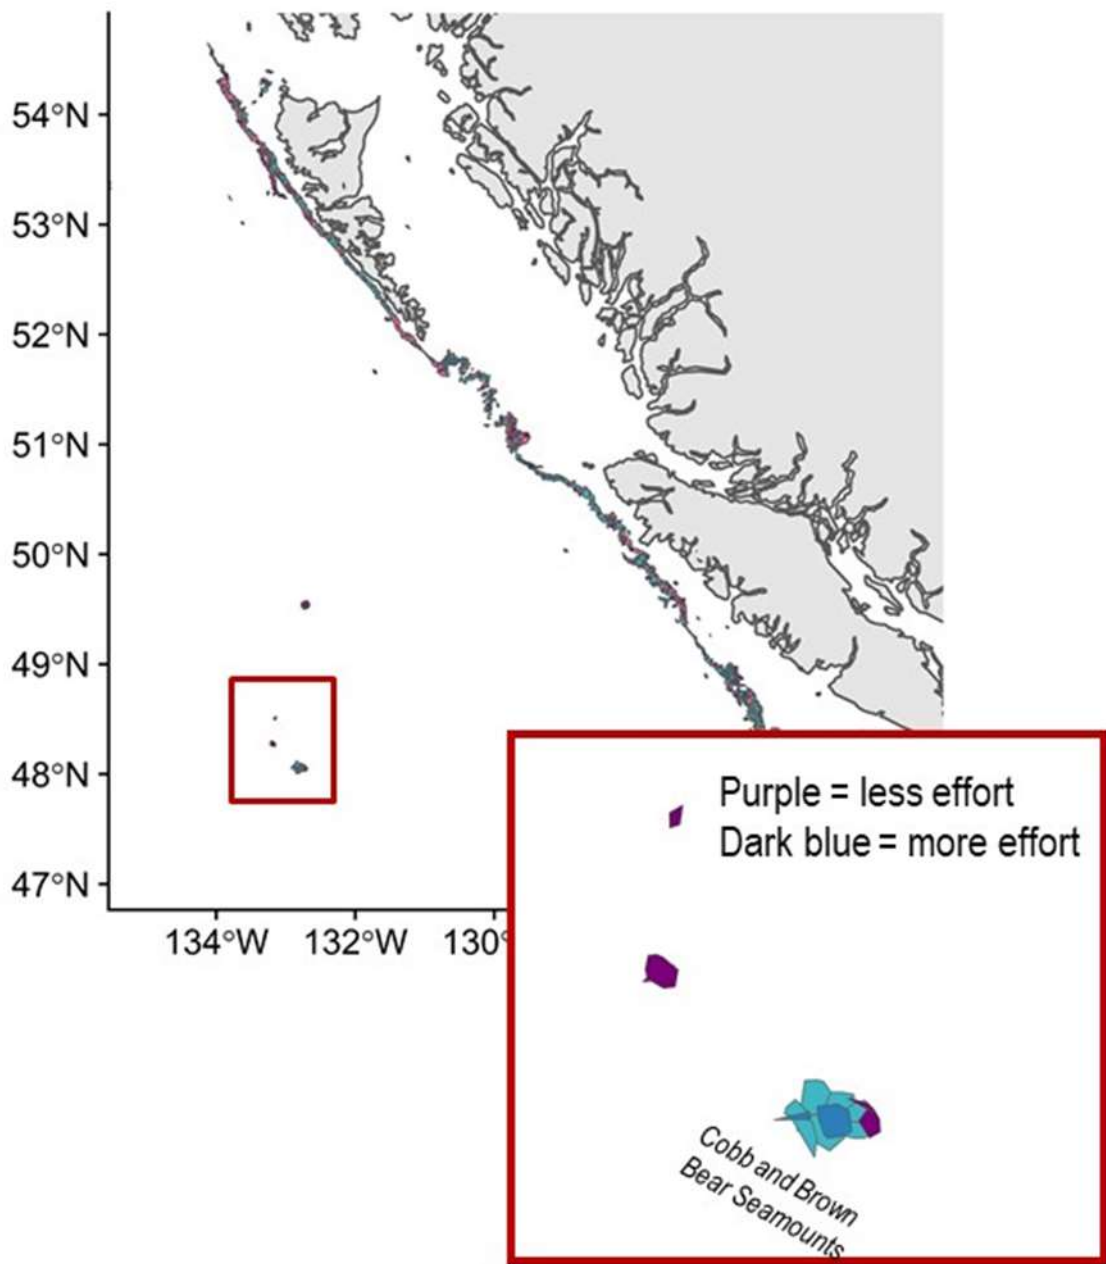 54°N
53°N
52°N
51°N
50°N
49°N
48°N
47°N
134°W 132°W 130°
Purple = less effort
Dark blue = more effort
Cobb and Brown
Bear Seamounts